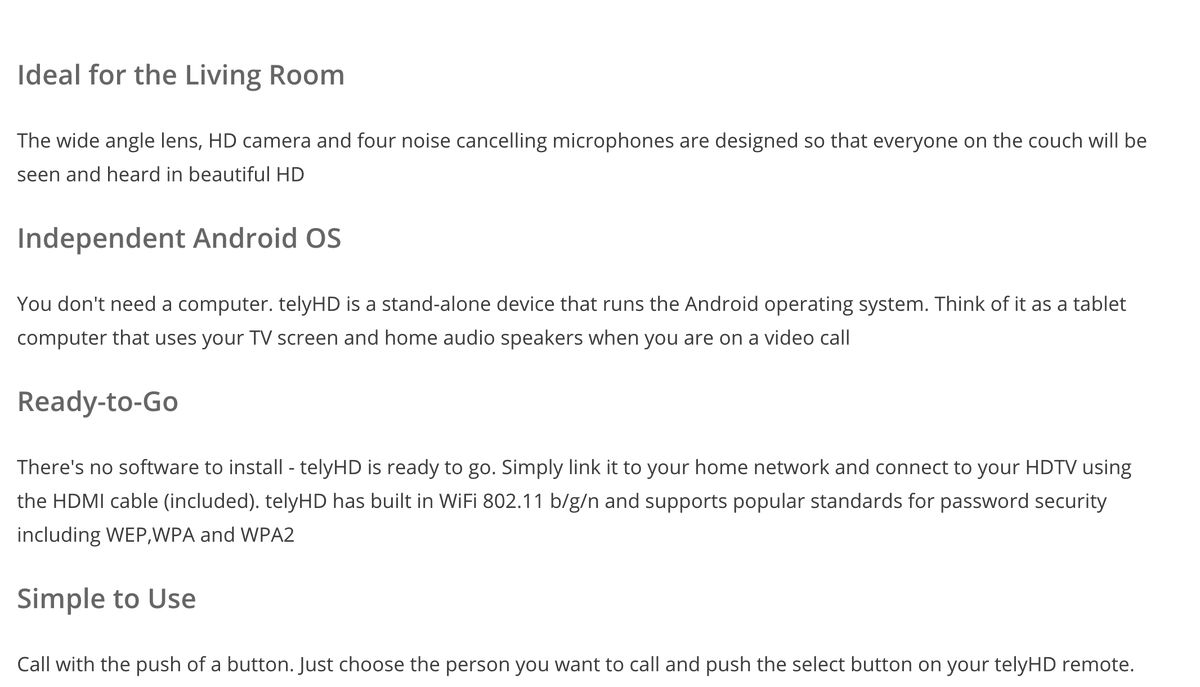 Ideal for the Living Room
The wide angle lens, HD camera and four noise cancelling microphones are designed so that everyone on the couch will be
seen and heard in beautiful HD
Independent Android OS
You don't need a computer. telyHD is a stand-alone device that runs the Android operating system. Think of it as a tablet
computer that uses your TV screen and home audio speakers when you are on a video call
Ready-to-Go
There's no software to install - telyHD is ready to go. Simply link it to your home network and connect to your HDTV using
the HDMI cable (included). telyHD has built in WiFi 802.11 b/g/n and supports popular standards for password security
including WEP,WPA and WPA2
Simple to Use
Call with the push of a button. Just choose the person you want to call and push the select button on your telyHD remote.